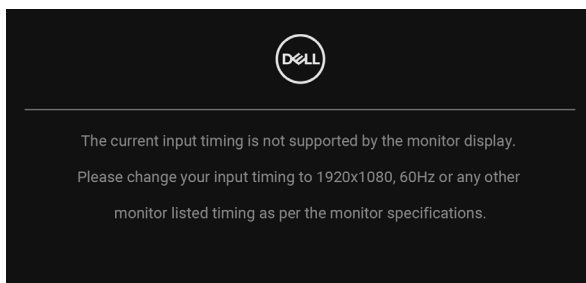 DELL
The current input timing is not supported by the monitor display.
Please change your input timing to 1920x1080, 60Hz or any other
monitor listed timing as per the monitor specifications.